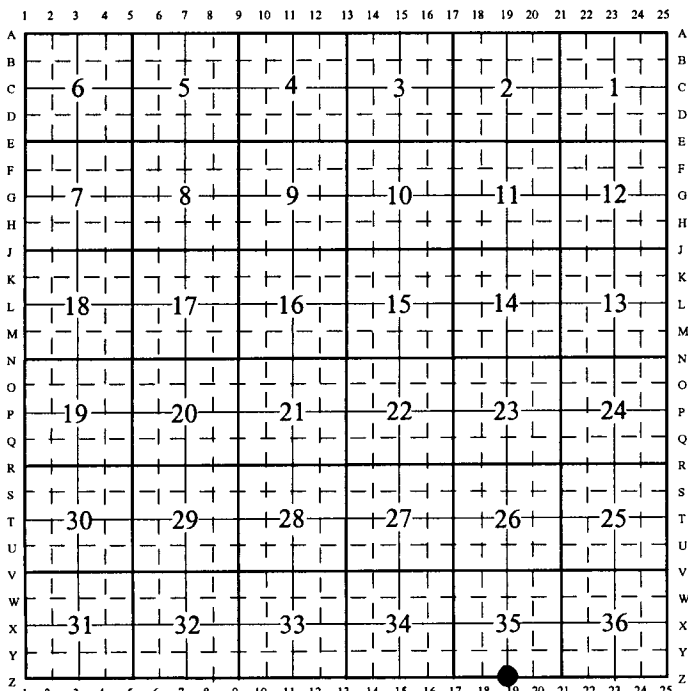 1 2 3 4 5 6 7 8 9 10 11 12 13 14 15 16 17 18 19 20 21 22 23 24 25
A A
B B
C 6 5 4 3 2 1 C
D D
E E
F F
G 7 8 9 10 11 12 G
H H
J J
K K
L 18 17 16 15 14 13 L
M M
N N
O O
P 19 20 21 22 23 24 P
Q Q
R R
S S
T 30 29 28 27 26 25 T
U U
V V
W W
X 31 32 33 34 35 36 X
Y Y
Z Z
1 2 3 4 5 6 7 8 9 10 11 12 13 14 15 16 17 18 19 20 21 22 23 24 25